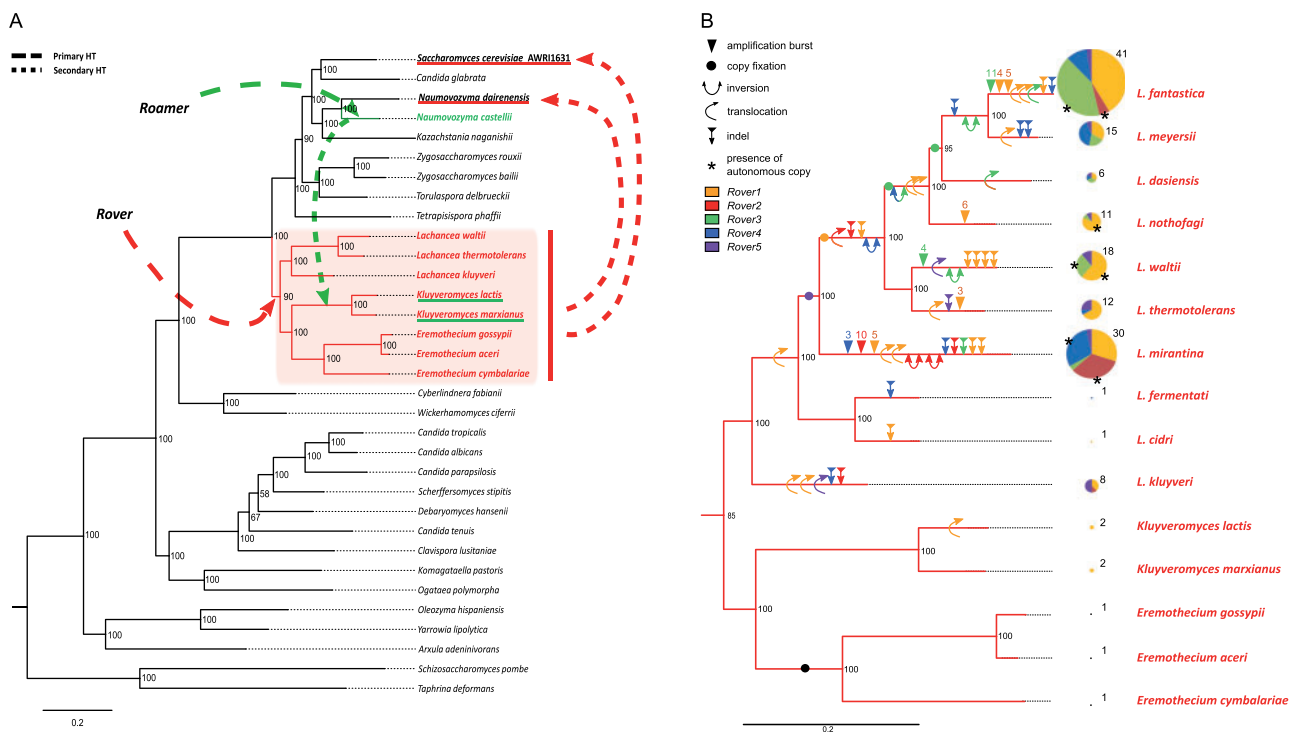 A
Primary HT
Secondary HT
Roamer
Rover
Saccharomyces cerevisiae AWRI1631
Candida glabrata
Naumovozyma dairenensis
Naumovozyma castellii
Kazachstania naganishii
Zygosaccharomyces rouxii
Zygosaccharomyces bailii
Torulaspora delbrueckii
Tetrapisispora phaffii
Lachancea waltii
Lachancea thermotolerans
Lachancea kluyveri
Kluyveromyces lactis
Kluyveromyces marxianus
Eremothecium gossypii
Eremothecium aceri
Eremothecium cymbalariae
Cyberlindnera fabianii
Wickerhamomyces ciferrii
Candida tropicalis
Candida albicans
Candida parapsilosis
Scherffersomyces stipitis
Debaryomyces hansenii
Candida tenuis
Clavispora lusitaniae
Komagataella pastoris
Ogataea polymorpha
Oleozyma hispaniensis
Yarrowia lipolytica
Arxula adeninivorans
Schizosaccharomyces pombe
Taphrina deformans
100
100
100
100
90
100
100
100
100
100
100
90
100
100
100
100
100
100
100
100
100
100
58
67
100
100
100
100
100
100
100
0.2
B
amplification burst
copy fixation
inversion
translocation
indel
presence of
autonomous copy
Rover1
Rover2
Rover3
Rover4
Rover5
11 4 5
41
L. fantastica
100
15
L. meyersii
95
6
L. dasiensis
100
6
11
L. nothofagi
100
4
18
L. waltii
100
3
12
L. thermotolerans
100
3 10 5
30
L. mirantina
100
1
L. fermentati
100
1
L. cidri
8
L. kluyveri
85
2
Kluyveromyces lactis
100
2
Kluyveromyces marxianus
100
1
Eremothecium gossypii
100
1
Eremothecium aceri
100
1
Eremothecium cymbalariae
0.2